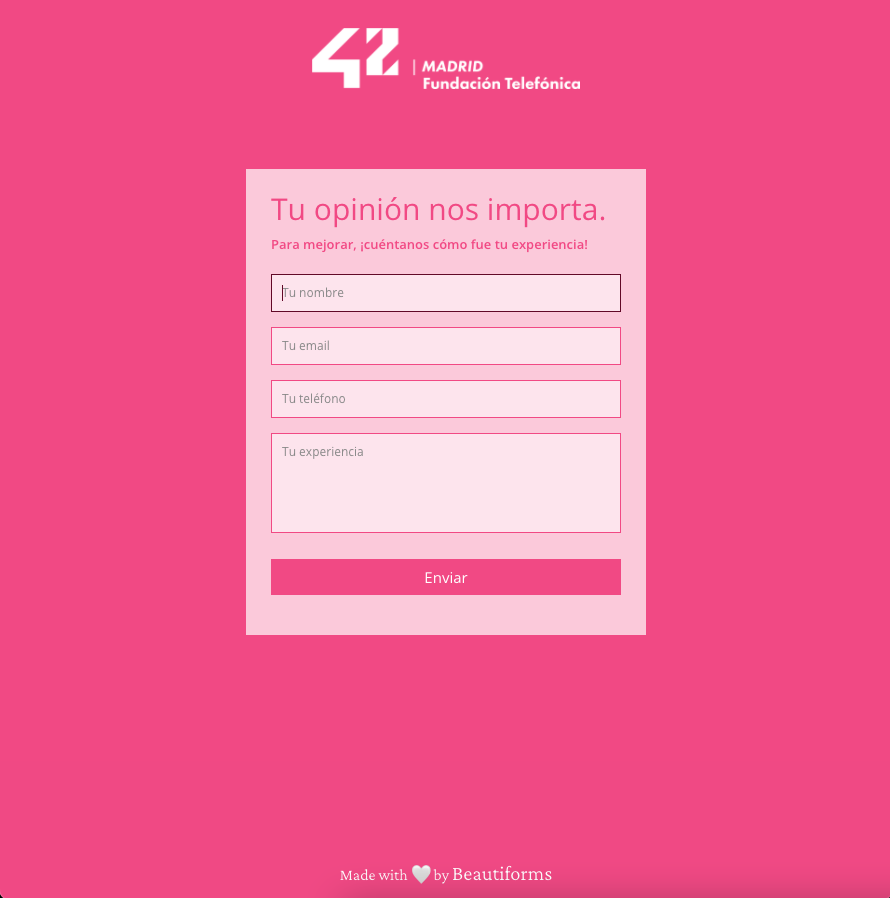 42 | MADRID
Fundación Telefónica
Tu opinión nos importa.
Para mejorar, ¡cuéntanos cómo fue tu experiencia!
Tu nombre
Tu email
Tu teléfono
Tu experiencia
Enviar
Made with 🤍 by Beautiforms